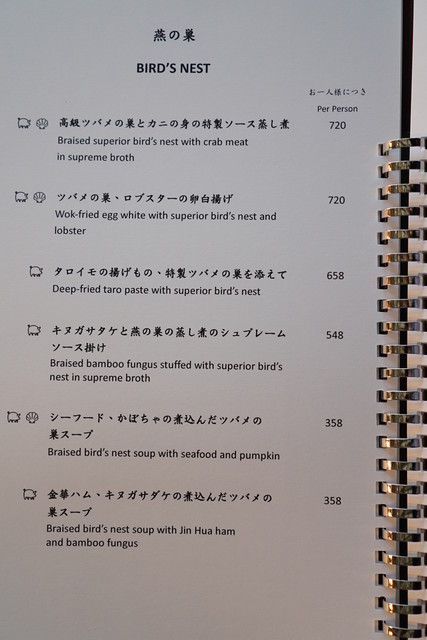 燕の巣
BIRD'S NEST
お一人様につき
Per Person
高級ツバメの巣とカニの身の特製ソース蒸し煮 720
Braised superior bird's nest with crab meat
in supreme broth
ツバメの巣、ロブスターの卵白揚げ 720
Wok-fried egg white with superior bird's nest and
lobster
タロイモの揚げもの、特製ツバメの巣を添えて 658
Deep-fried taro paste with superior bird's nest
キヌガサタケと燕の巣の蒸し煮のシュプレーム 548
ソース掛け
Braised bamboo fungus stuffed with superior bird's
nest in supreme broth
シーフード、かぼちゃの煮込んだツバメの 358
巣スープ
Braised bird's nest soup with seafood and pumpkin
金華ハム、キヌガサダケの煮込んだツバメの 358
巣スープ
Braised bird's nest soup with Jin Hua ham
and bamboo fungus